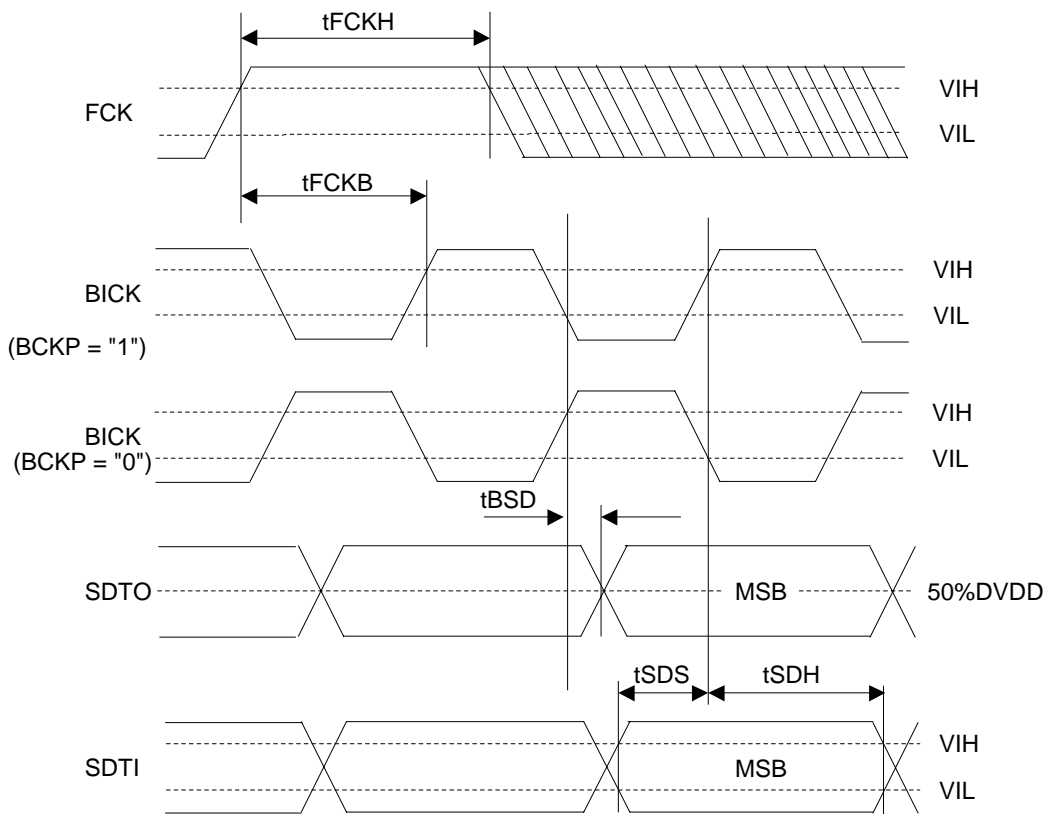 tFCKH
VIH
FCK
VIL
tFCKB
VIH
BICK
VIL
(BCKP = "1")
VIH
BICK
(BCKP = "0")
VIL
tBSD
SDTO
MSB
50%DVDD
tSDS
tSDH
VIH
SDTI
MSB
VIL